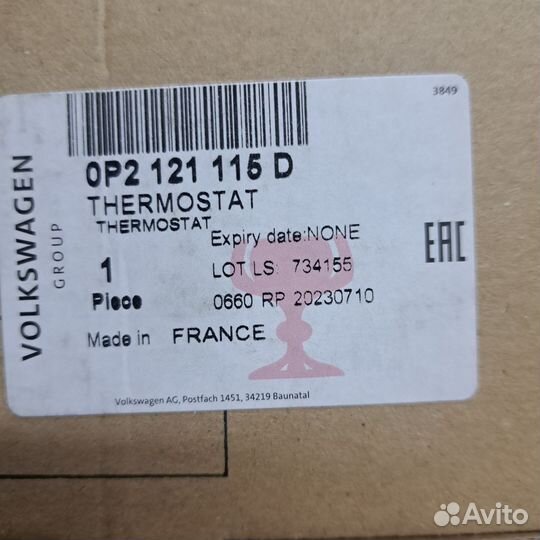 3849
VOLKSWAGEN
GROUP
0P2 121 115 D
THERMOSTAT
THERMOSTAT
Expiry date:NONE
1
LOT LS: 734155
Piece
0660 RP 20230710
Made in FRANCE
EAC
Volkswagen AG, Postfach 1451, 34219 Baunatal
Avito